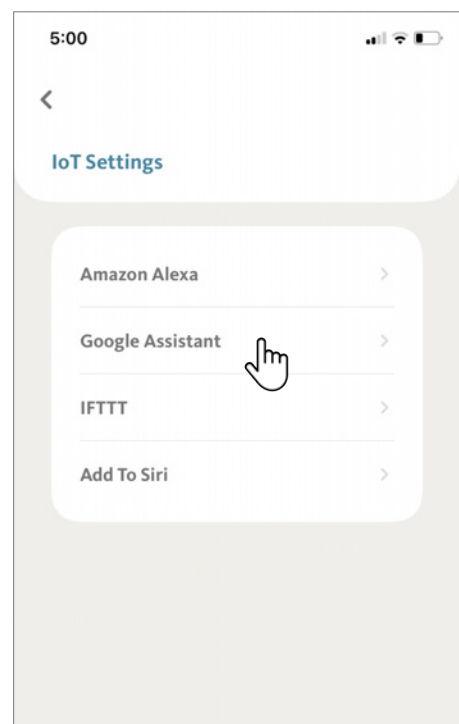 5:00
IoT Settings
Amazon Alexa
Google Assistant
IFTTT
Add To Siri